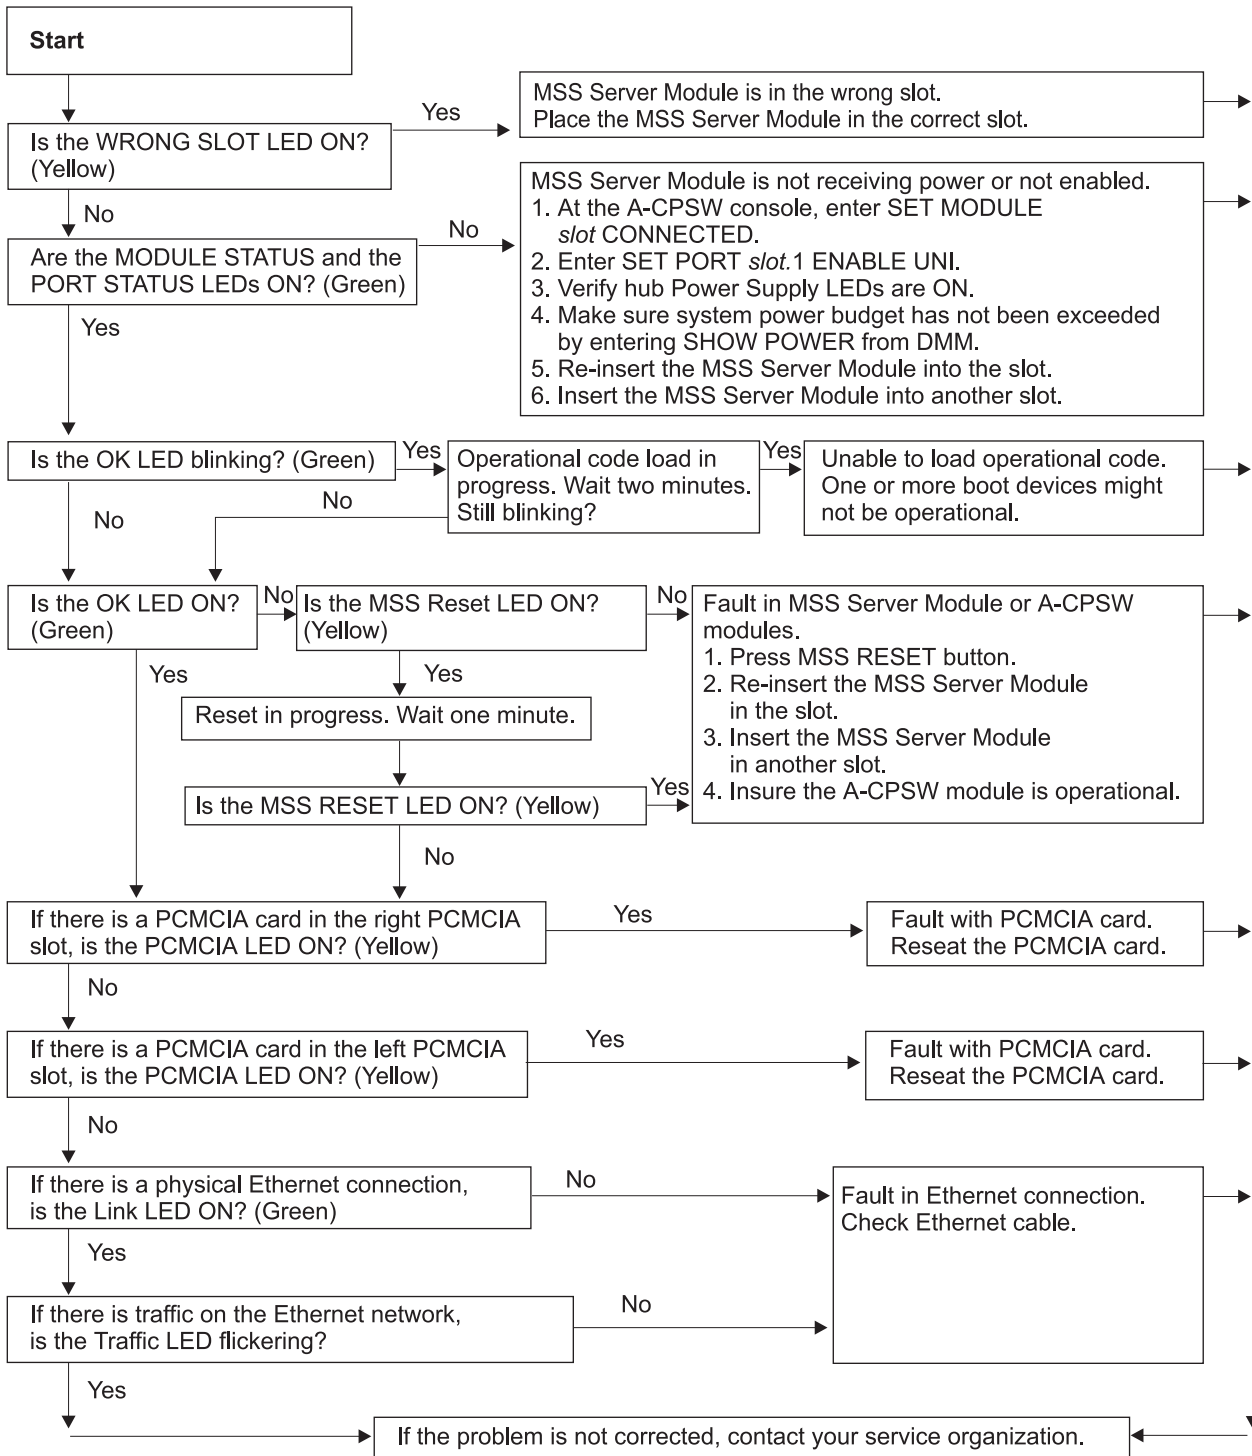 Start
MSS Server Module is in the wrong slot.
Place the MSS Server Module in the correct slot.
Yes
Is the WRONG SLOT LED ON?
(Yellow)
No
MSS Server Module is not receiving power or not enabled.
1. At the A-CPSW console, enter SET MODULE
slot CONNECTED.
2. Enter SET PORT slot.1 ENABLE UNI.
3. Verify hub Power Supply LEDs are ON.
4. Make sure system power budget has not been exceeded
by entering SHOW POWER from DMM.
5. Re-insert the MSS Server Module into the slot.
6. Insert the MSS Server Module into another slot.
No
Are the MODULE STATUS and the
PORT STATUS LEDs ON? (Green)
Yes
Is the OK LED blinking? (Green)
Yes
Operational code load in
progress. Wait two minutes.
Still blinking?
Yes
Unable to load operational code.
One or more boot devices might
not be operational.
No
No
Is the OK LED ON?
(Green)
No
Is the MSS Reset LED ON?
(Yellow)
No
Fault in MSS Server Module or A-CPSW
modules.
1. Press MSS RESET button.
2. Re-insert the MSS Server Module
in the slot.
3. Insert the MSS Server Module
in another slot.
4. Insure the A-CPSW module is operational.
Yes
Yes
Reset in progress. Wait one minute.
Is the MSS RESET LED ON? (Yellow)
Yes
No
If there is a PCMCIA card in the right PCMCIA
slot, is the PCMCIA LED ON? (Yellow)
Yes
Fault with PCMCIA card.
Reseat the PCMCIA card.
No
If there is a PCMCIA card in the left PCMCIA
slot, is the PCMCIA LED ON? (Yellow)
Yes
Fault with PCMCIA card.
Reseat the PCMCIA card.
No
If there is a physical Ethernet connection,
is the Link LED ON? (Green)
No
Fault in Ethernet connection.
Check Ethernet cable.
Yes
If there is traffic on the Ethernet network,
is the Traffic LED flickering?
No
Yes
If the problem is not corrected, contact your service organization.